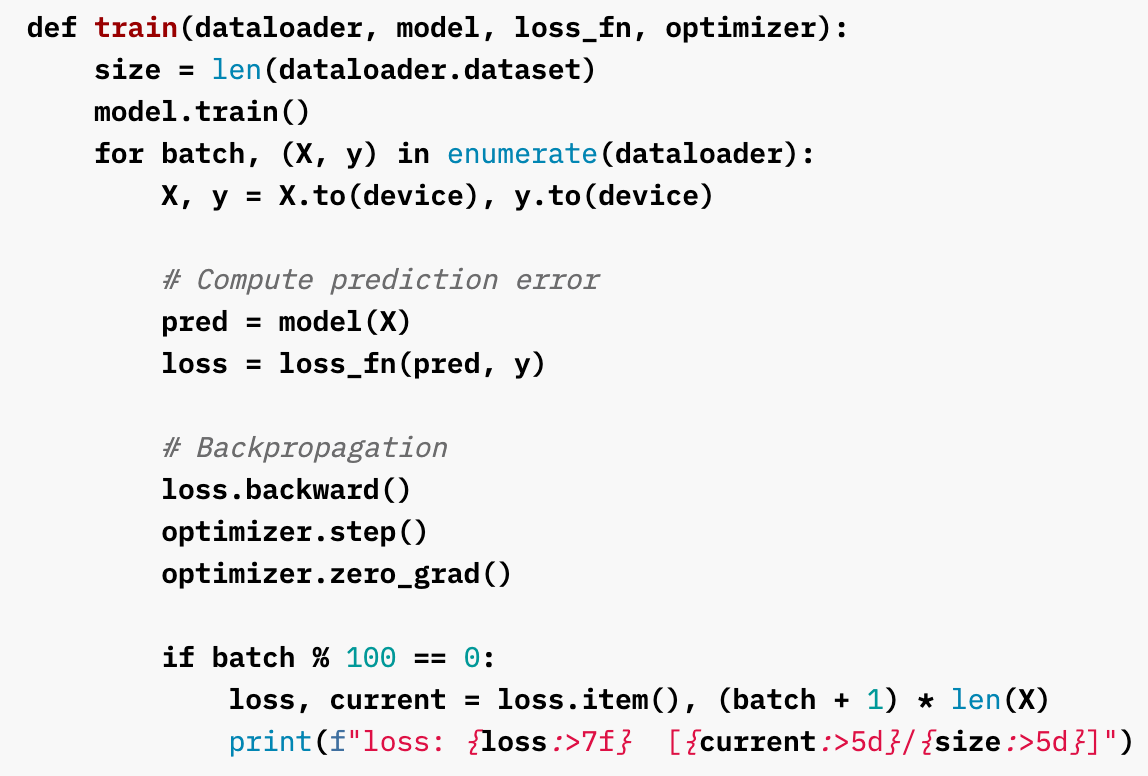 def train(dataloader, model, loss_fn, optimizer):
    size = len(dataloader.dataset)
    model.train()
    for batch, (X, y) in enumerate(dataloader):
        X, y = X.to(device), y.to(device)

        # Compute prediction error
        pred = model(X)
        loss = loss_fn(pred, y)

        # Backpropagation
        loss.backward()
        optimizer.step()
        optimizer.zero_grad()

        if batch % 100 == 0:
            loss, current = loss.item(), (batch + 1) * len(X)
            print(f"loss: {loss:>7f}  [{current:>5d}/{size:>5d}]")